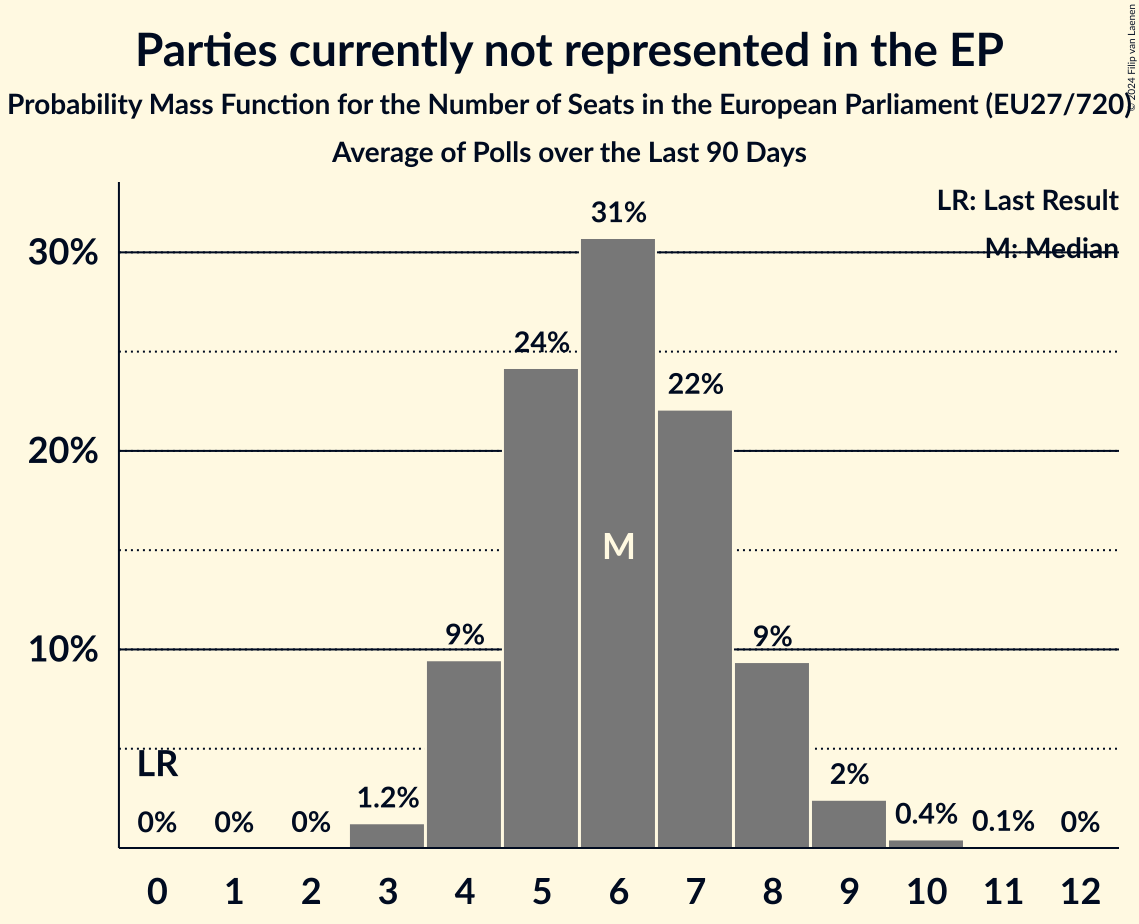 Parties currently not represented in the EP
Probability Mass Function for the Number of Seats in the European Parliament (EU27/720)
Average of Polls over the Last 90 Days
© 2024 Filip van Laenen
LR: Last Result
M: Median
30%
20%
10%
31%
24%
22%
M
9%
9%
LR
0%
0%
0%
1.2%
2%
0.4%
0.1%
0%
0 1 2 3 4 5 6 7 8 9 10 11 12